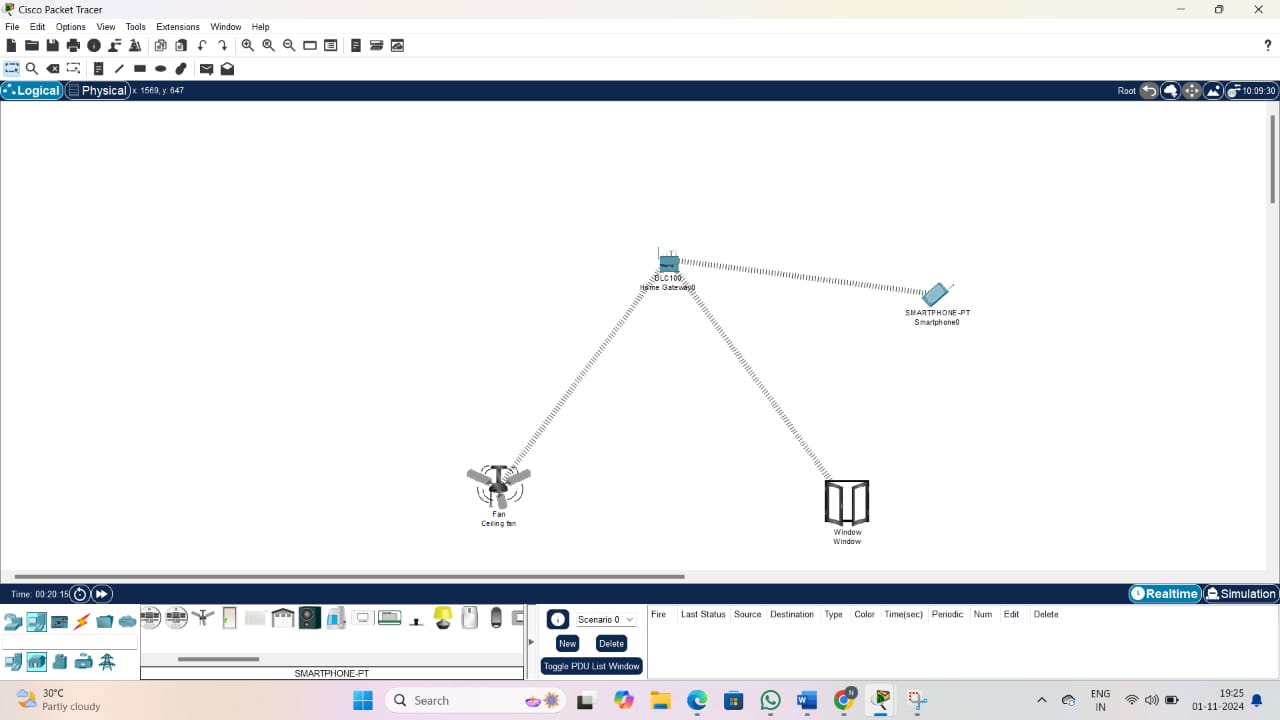 Cisco Packet Tracer
File Edit Options View Tools Extensions Window Help
?
Logical Physical x: 1569, y: 647
Root 10:09:30
DLC100
Home Gateway0
SMARTPHONE-PT
Smartphone0
Fan
Ceiling fan
Window
Window
Time: 00:20:15
Realtime Simulation
SMARTPHONE-PT
Scenario 0
New Delete
Toggle PDU List Window
Fire Last Status Source Destination Type Color Time(sec) Periodic Num Edit Delete
30°C
Partly cloudy
Search
N
ENG
IN
19:25
01-11-2024